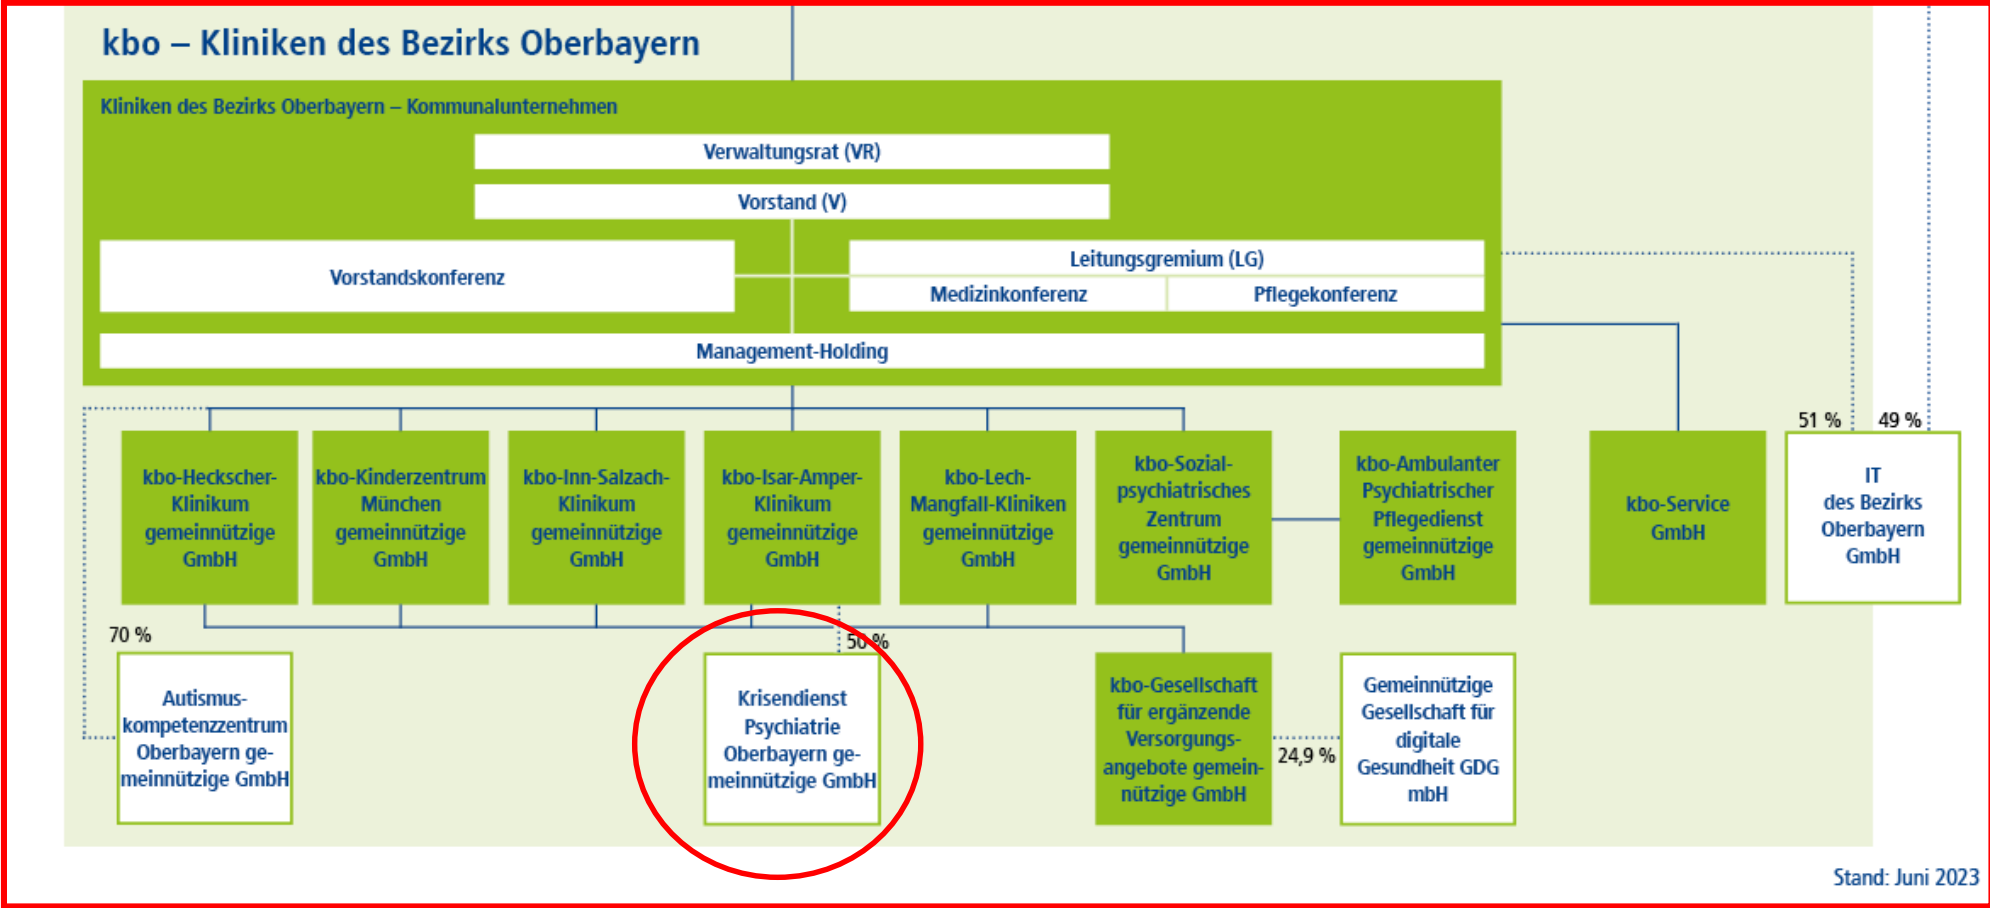 kbo – Kliniken des Bezirks Oberbayern
Kliniken des Bezirks Oberbayern – Kommunalunternehmen
Verwaltungsrat (VR)
Vorstand (V)
Vorstandskonferenz
Leitungsgremium (LG)
Medizinkonferenz
Pflegekonferenz
Management-Holding
51 %
49 %
kbo-Heckscher-
Klinikum
gemeinnützige
GmbH
kbo-Kinderzentrum
München
gemeinnützige
GmbH
kbo-Inn-Salzach-
Klinikum
gemeinnützige
GmbH
kbo-Isar-Amper-
Klinikum
gemeinnützige
GmbH
kbo-Lech-
Mangfall-Kliniken
gemeinnützige
GmbH
kbo-Sozial-
psychiatrisches
Zentrum
gemeinnützige
GmbH
kbo-Ambulanter
Psychiatrischer
Pflegedienst
gemeinnützige
GmbH
kbo-Service
GmbH
IT
des Bezirks
Oberbayern
GmbH
70 %
50 %
Autismus-
kompetenzzentrum
Oberbayern ge-
meinnützige GmbH
Krisendienst
Psychiatrie
Oberbayern ge-
meinnützige GmbH
kbo-Gesellschaft
für ergänzende
Versorgungs-
angebote gemein-
nützige GmbH
24,9 %
Gemeinnützige
Gesellschaft für
digitale
Gesundheit GDG
mbH
Stand: Juni 2023